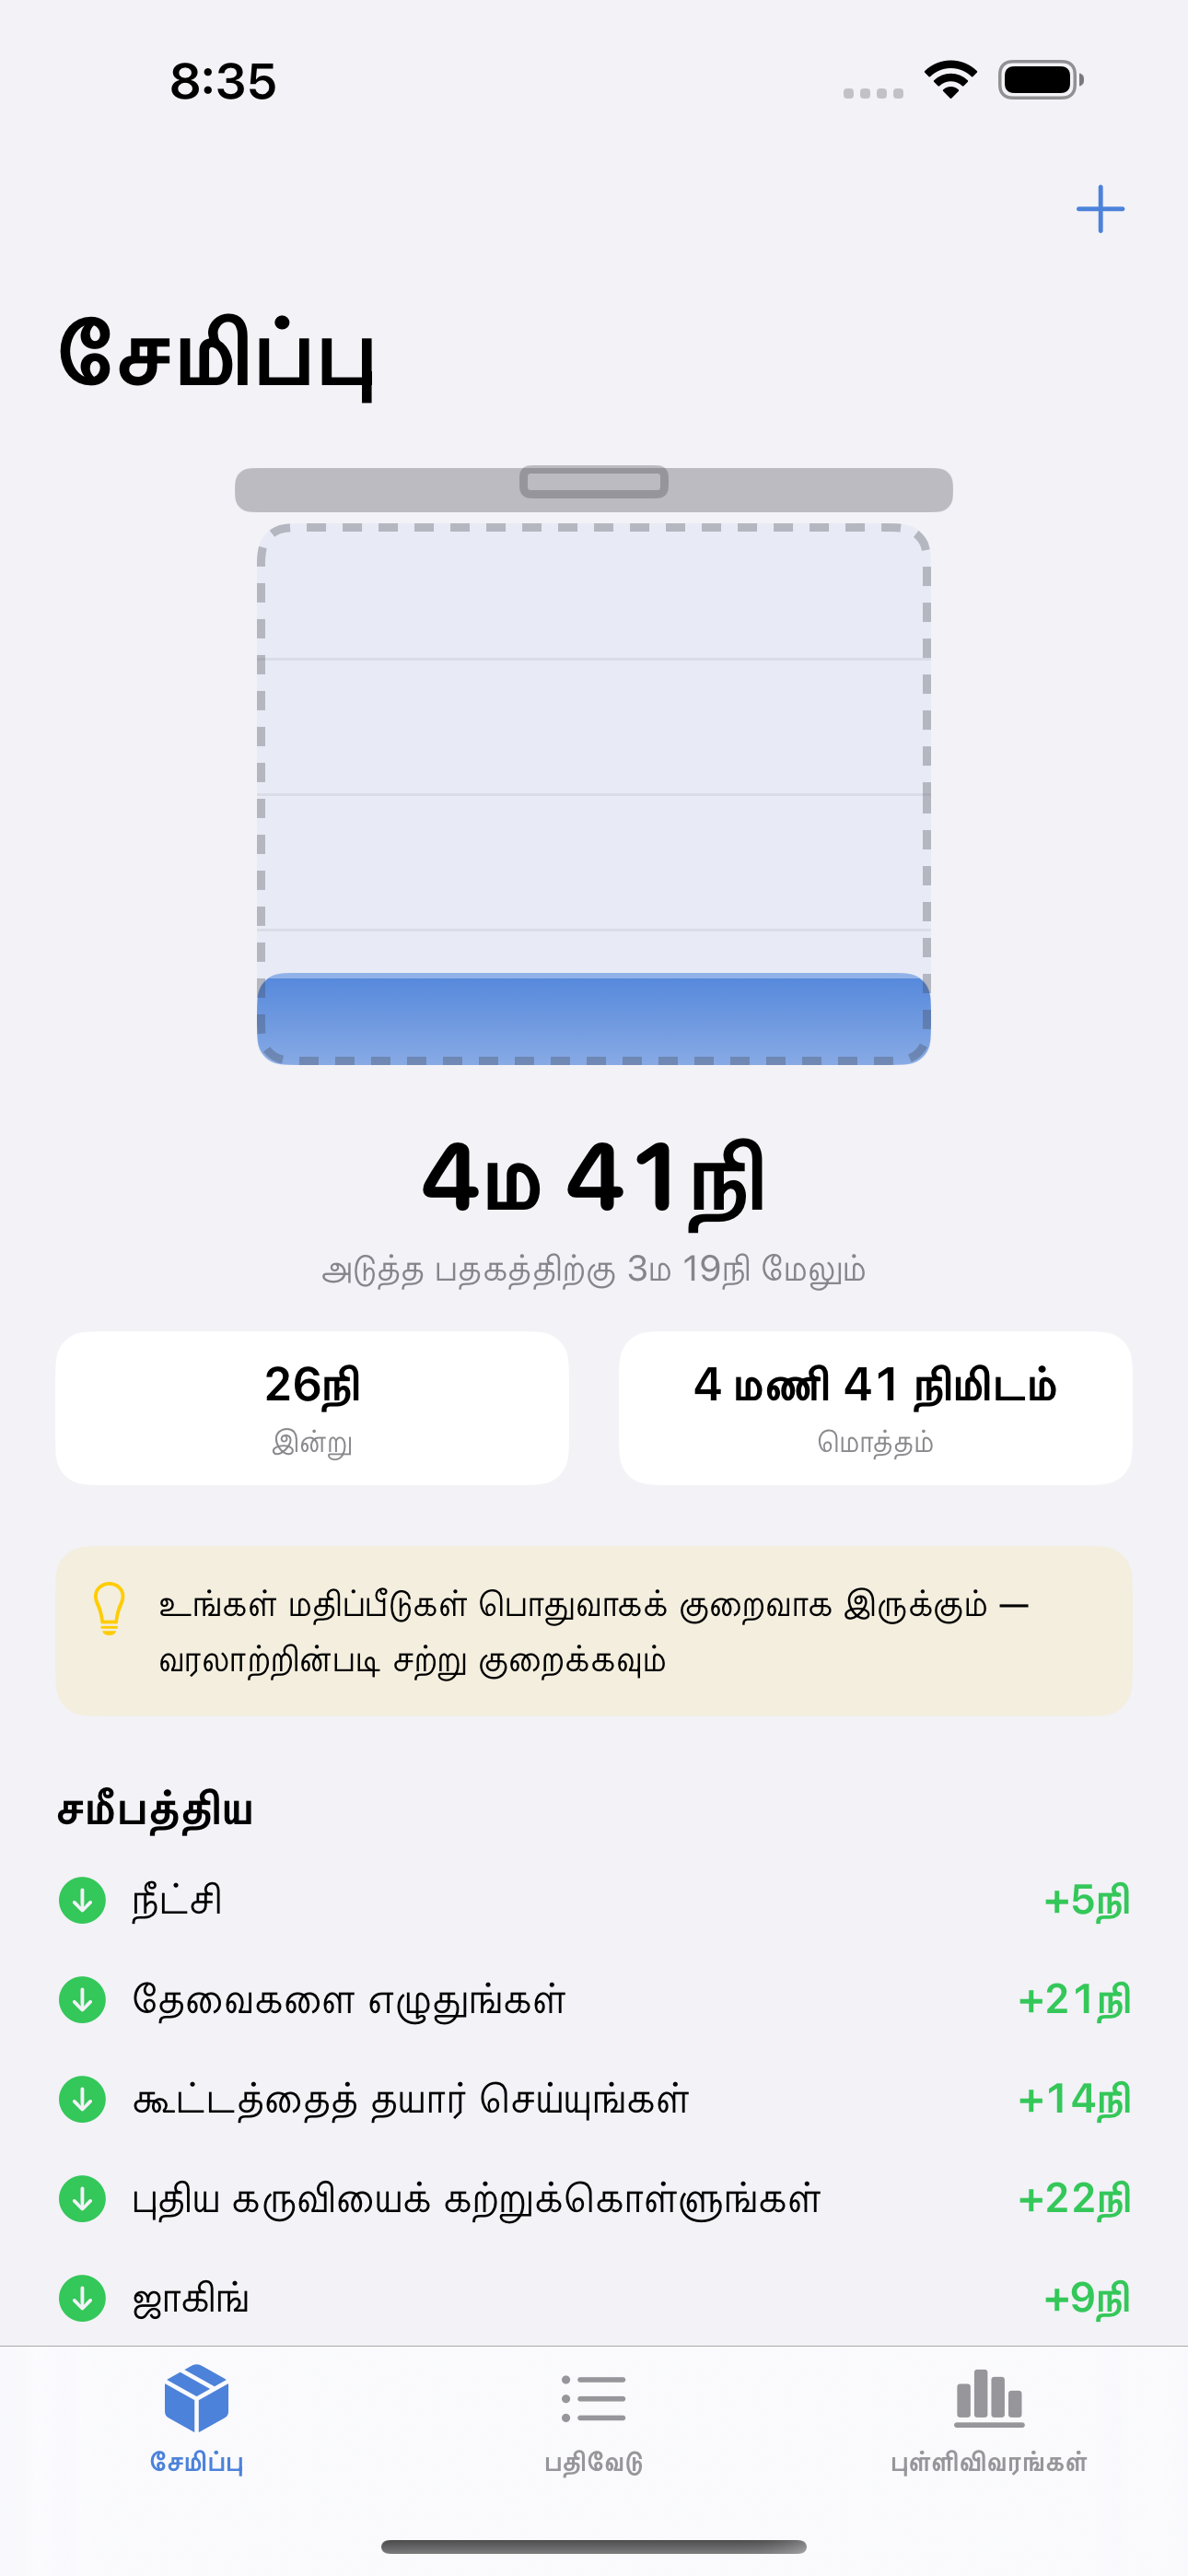 8:35
சேமிப்பு
4ம 41நி
அடுத்த பதகத்திற்கு 3ம 19நி மேலும்
26நி
இன்று
4 மணி 41 நிமிடம்
மொத்தம்
உங்கள் மதிப்பீடுகள் பொதுவாகக் குறைவாக இருக்கும் —
வரலாற்றின்படி சற்று குறைக்கவும்
சமீபத்திய
நீட்சி +5நி
தேவைகளை எழுதுங்கள் +21நி
கூட்டத்தைத் தயார் செய்யுங்கள் +14நி
புதிய கருவியைக் கற்றுக்கொள்ளுங்கள் +22நி
ஜாகிங் +9நி
சேமிப்பு பதிவேடு புள்ளிவிவரங்கள்